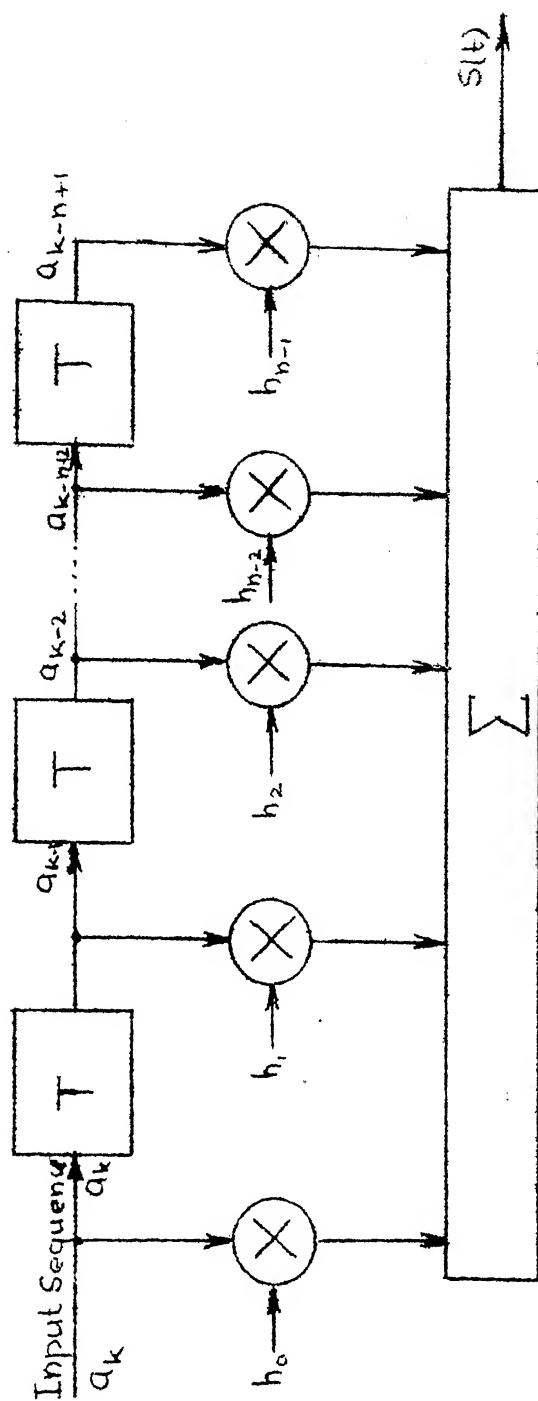 Input Sequence
a_k
a_k
T
a_k-1
T
a_k-2
.....
a_k-n+2
T
a_k-n+1
h_0
×
h_1
×
h_2
×
h_n-2
×
h_n-1
×
Σ
S(t)